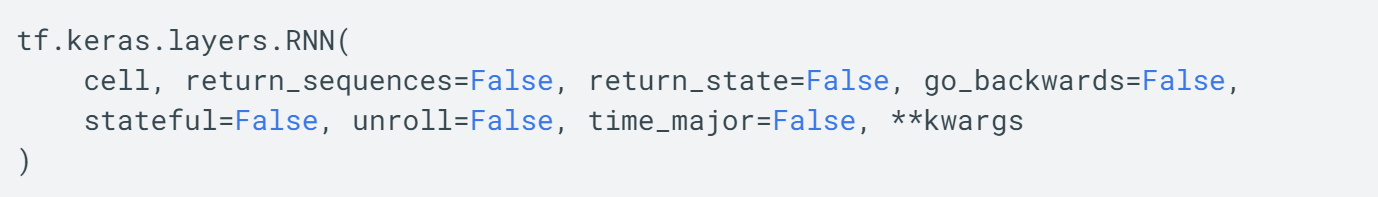 tf.keras.layers.RNN(
    cell, return_sequences=False, return_state=False, go_backwards=False,
    stateful=False, unroll=False, time_major=False, **kwargs
)